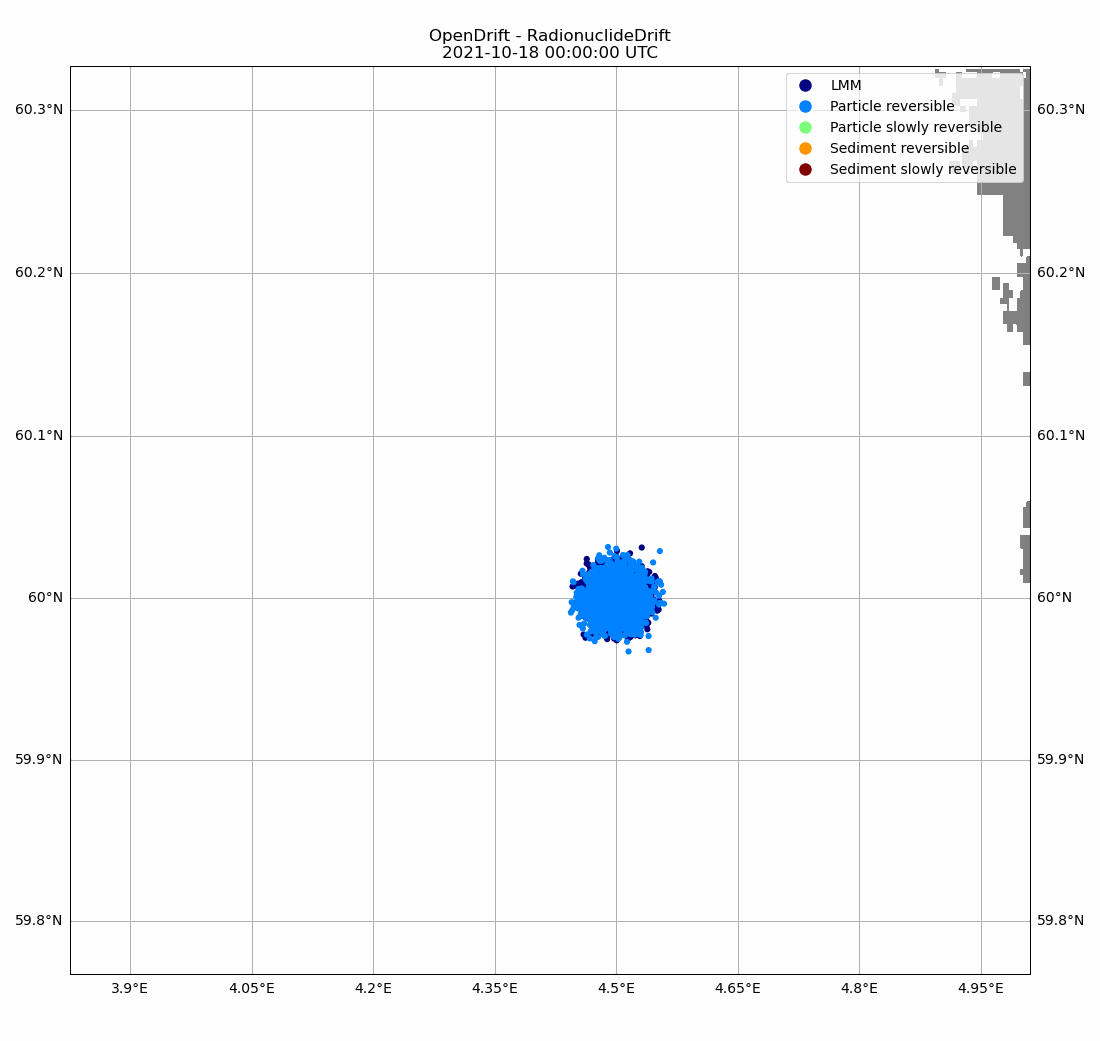 OpenDrift - RadionuclideDrift
2021-10-18 00:00:00 UTC
LMM
Particle reversible
Particle slowly reversible
Sediment reversible
Sediment slowly reversible
60.3°N 60.3°N
60.2°N 60.2°N
60.1°N 60.1°N
60°N 60°N
59.9°N 59.9°N
59.8°N 59.8°N
3.9°E 4.05°E 4.2°E 4.35°E 4.5°E 4.65°E 4.8°E 4.95°E